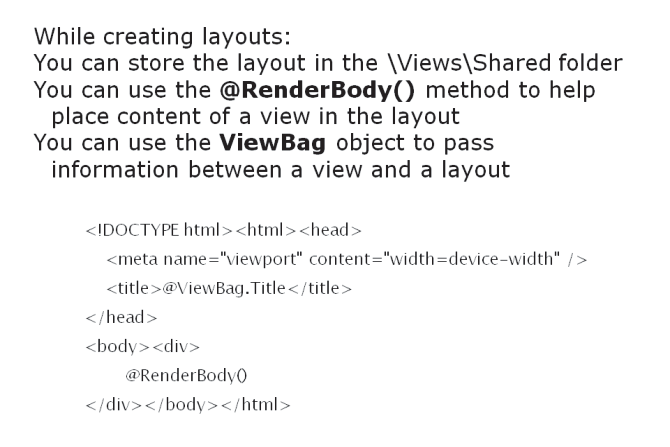 While creating layouts:
You can store the layout in the \Views\Shared folder
You can use the @RenderBody() method to help
place content of a view in the layout
You can use the ViewBag object to pass
information between a view and a layout
<!DOCTYPE html><html><head>
<meta name="viewport" content="width=device-width" />
<title>@ViewBag.Title</title>
</head>
<body><div>
@RenderBody()
</div></body></html>